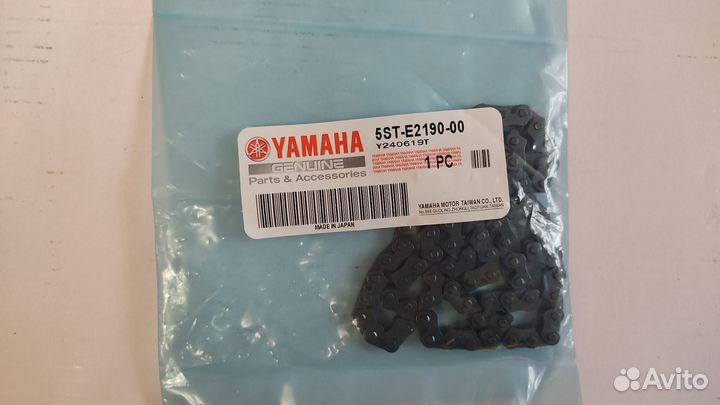 YAMAHA
GENUINE
Parts & Accessories
MADE IN JAPAN
5ST-E2190-00
Y240619T
1 PC
YAMAHA MOTOR TAIWAN CO., LTD.
Avito